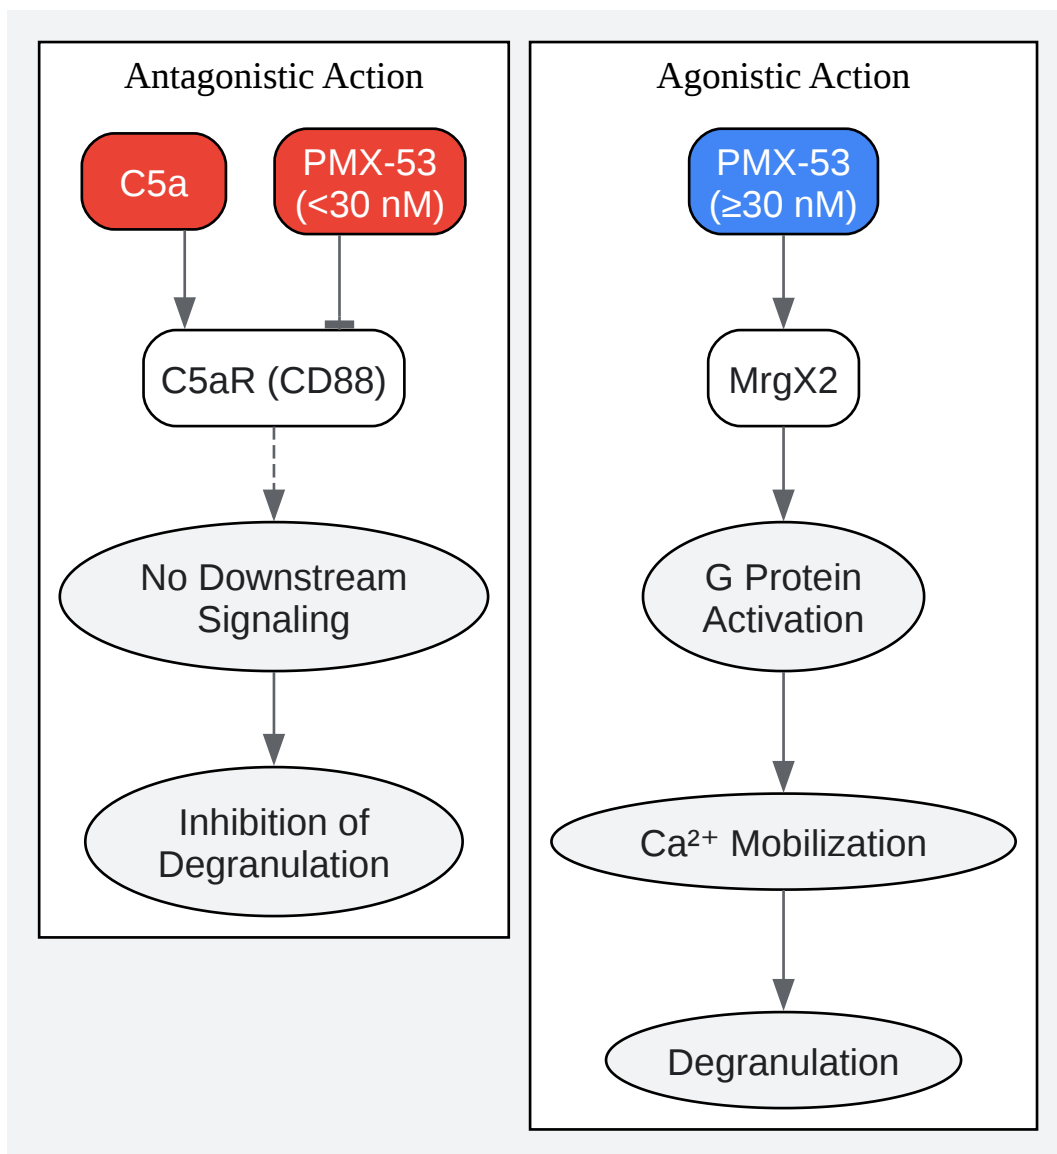 Antagonistic Action
C5a
PMX-53
(<30 nM)
C5aR (CD88)
No Downstream
Signaling
Inhibition of
Degranulation
Agonistic Action
PMX-53
(≥30 nM)
MrgX2
G Protein
Activation
Ca²⁺ Mobilization
Degranulation